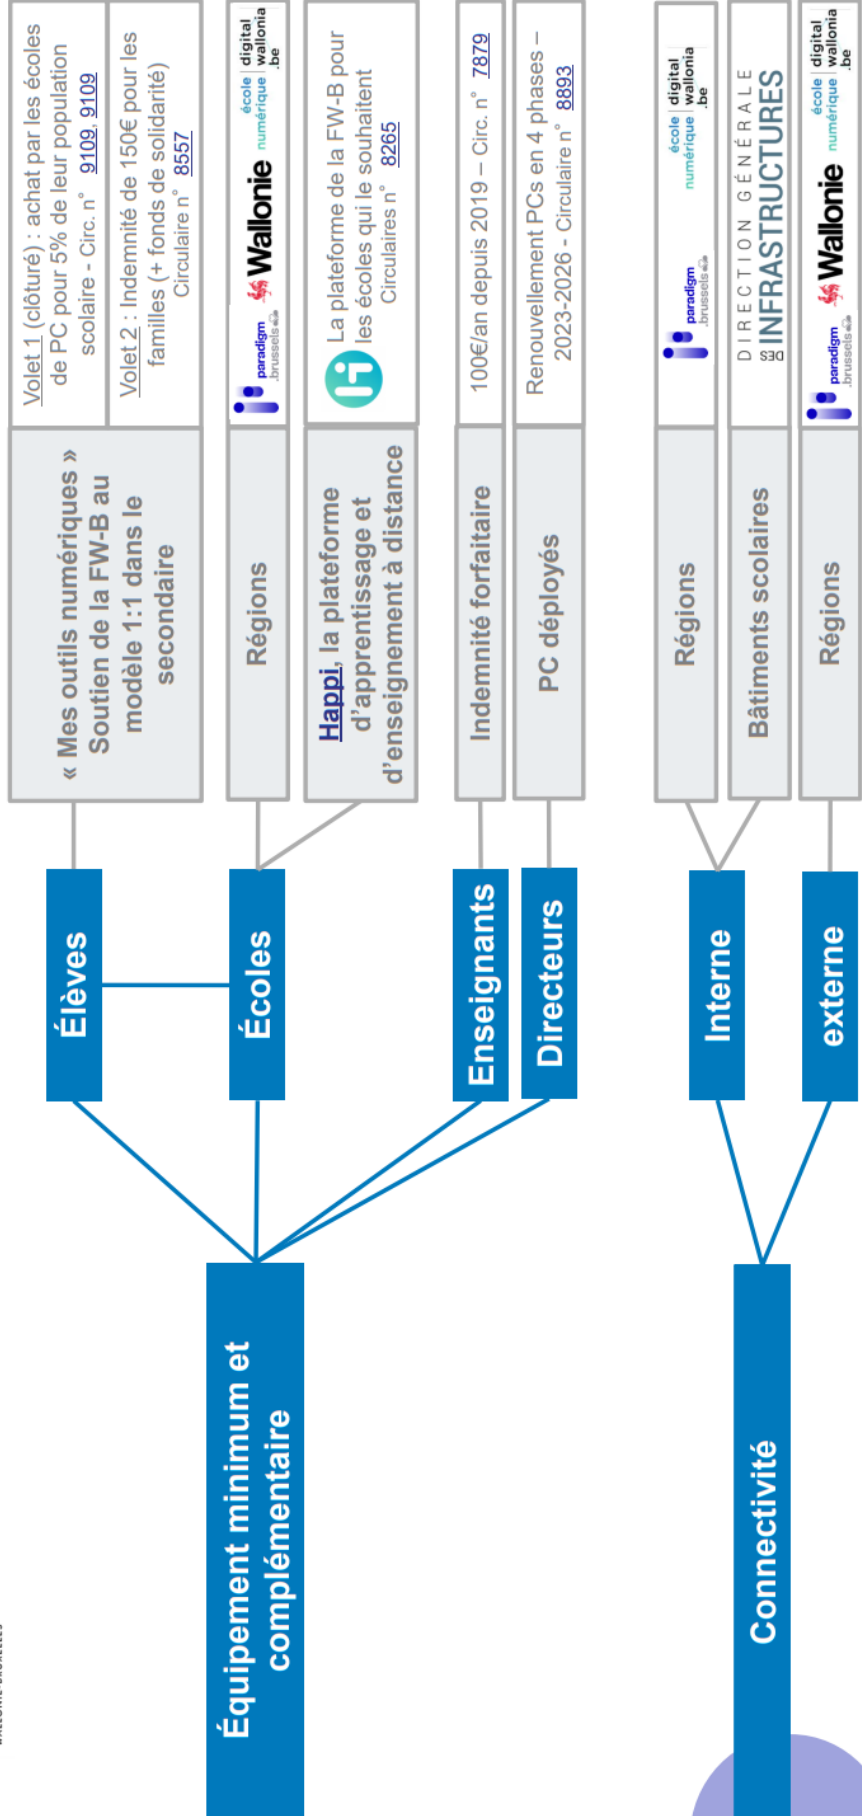 Équipement minimum et
complémentaire
Élèves
« Mes outils numériques »
Soutien de la FW-B au
modèle 1:1 dans le
secondaire
Volet 1 (clôturé) : achat par les écoles
de PC pour 5% de leur population
scolaire - Circ. n° 9109, 9109
Volet 2 : Indemnité de 150€ pour les
familles (+ fonds de solidarité)
Circulaire n° 8557
Écoles
Régions
paradigm
.brussels
Wallonie
école
numérique
digital
wallonia
.be
Happi, la plateforme
d'apprentissage et
d'enseignement à distance
La plateforme de la FW-B pour
les écoles qui le souhaitent
Circulaires n° 8265
Enseignants
Indemnité forfaitaire
100€/an depuis 2019 – Circ. n° 7879
Directeurs
PC déployés
Renouvellement PCs en 4 phases –
2023-2026 - Circulaire n° 8893
Connectivité
Interne
Régions
paradigm
.brussels
école
numérique
digital
wallonia
.be
Bâtiments scolaires
DIRECTION GÉNÉRALE
DES INFRASTRUCTURES
externe
Régions
paradigm
.brussels
Wallonie
école
numérique
digital
wallonia
.be